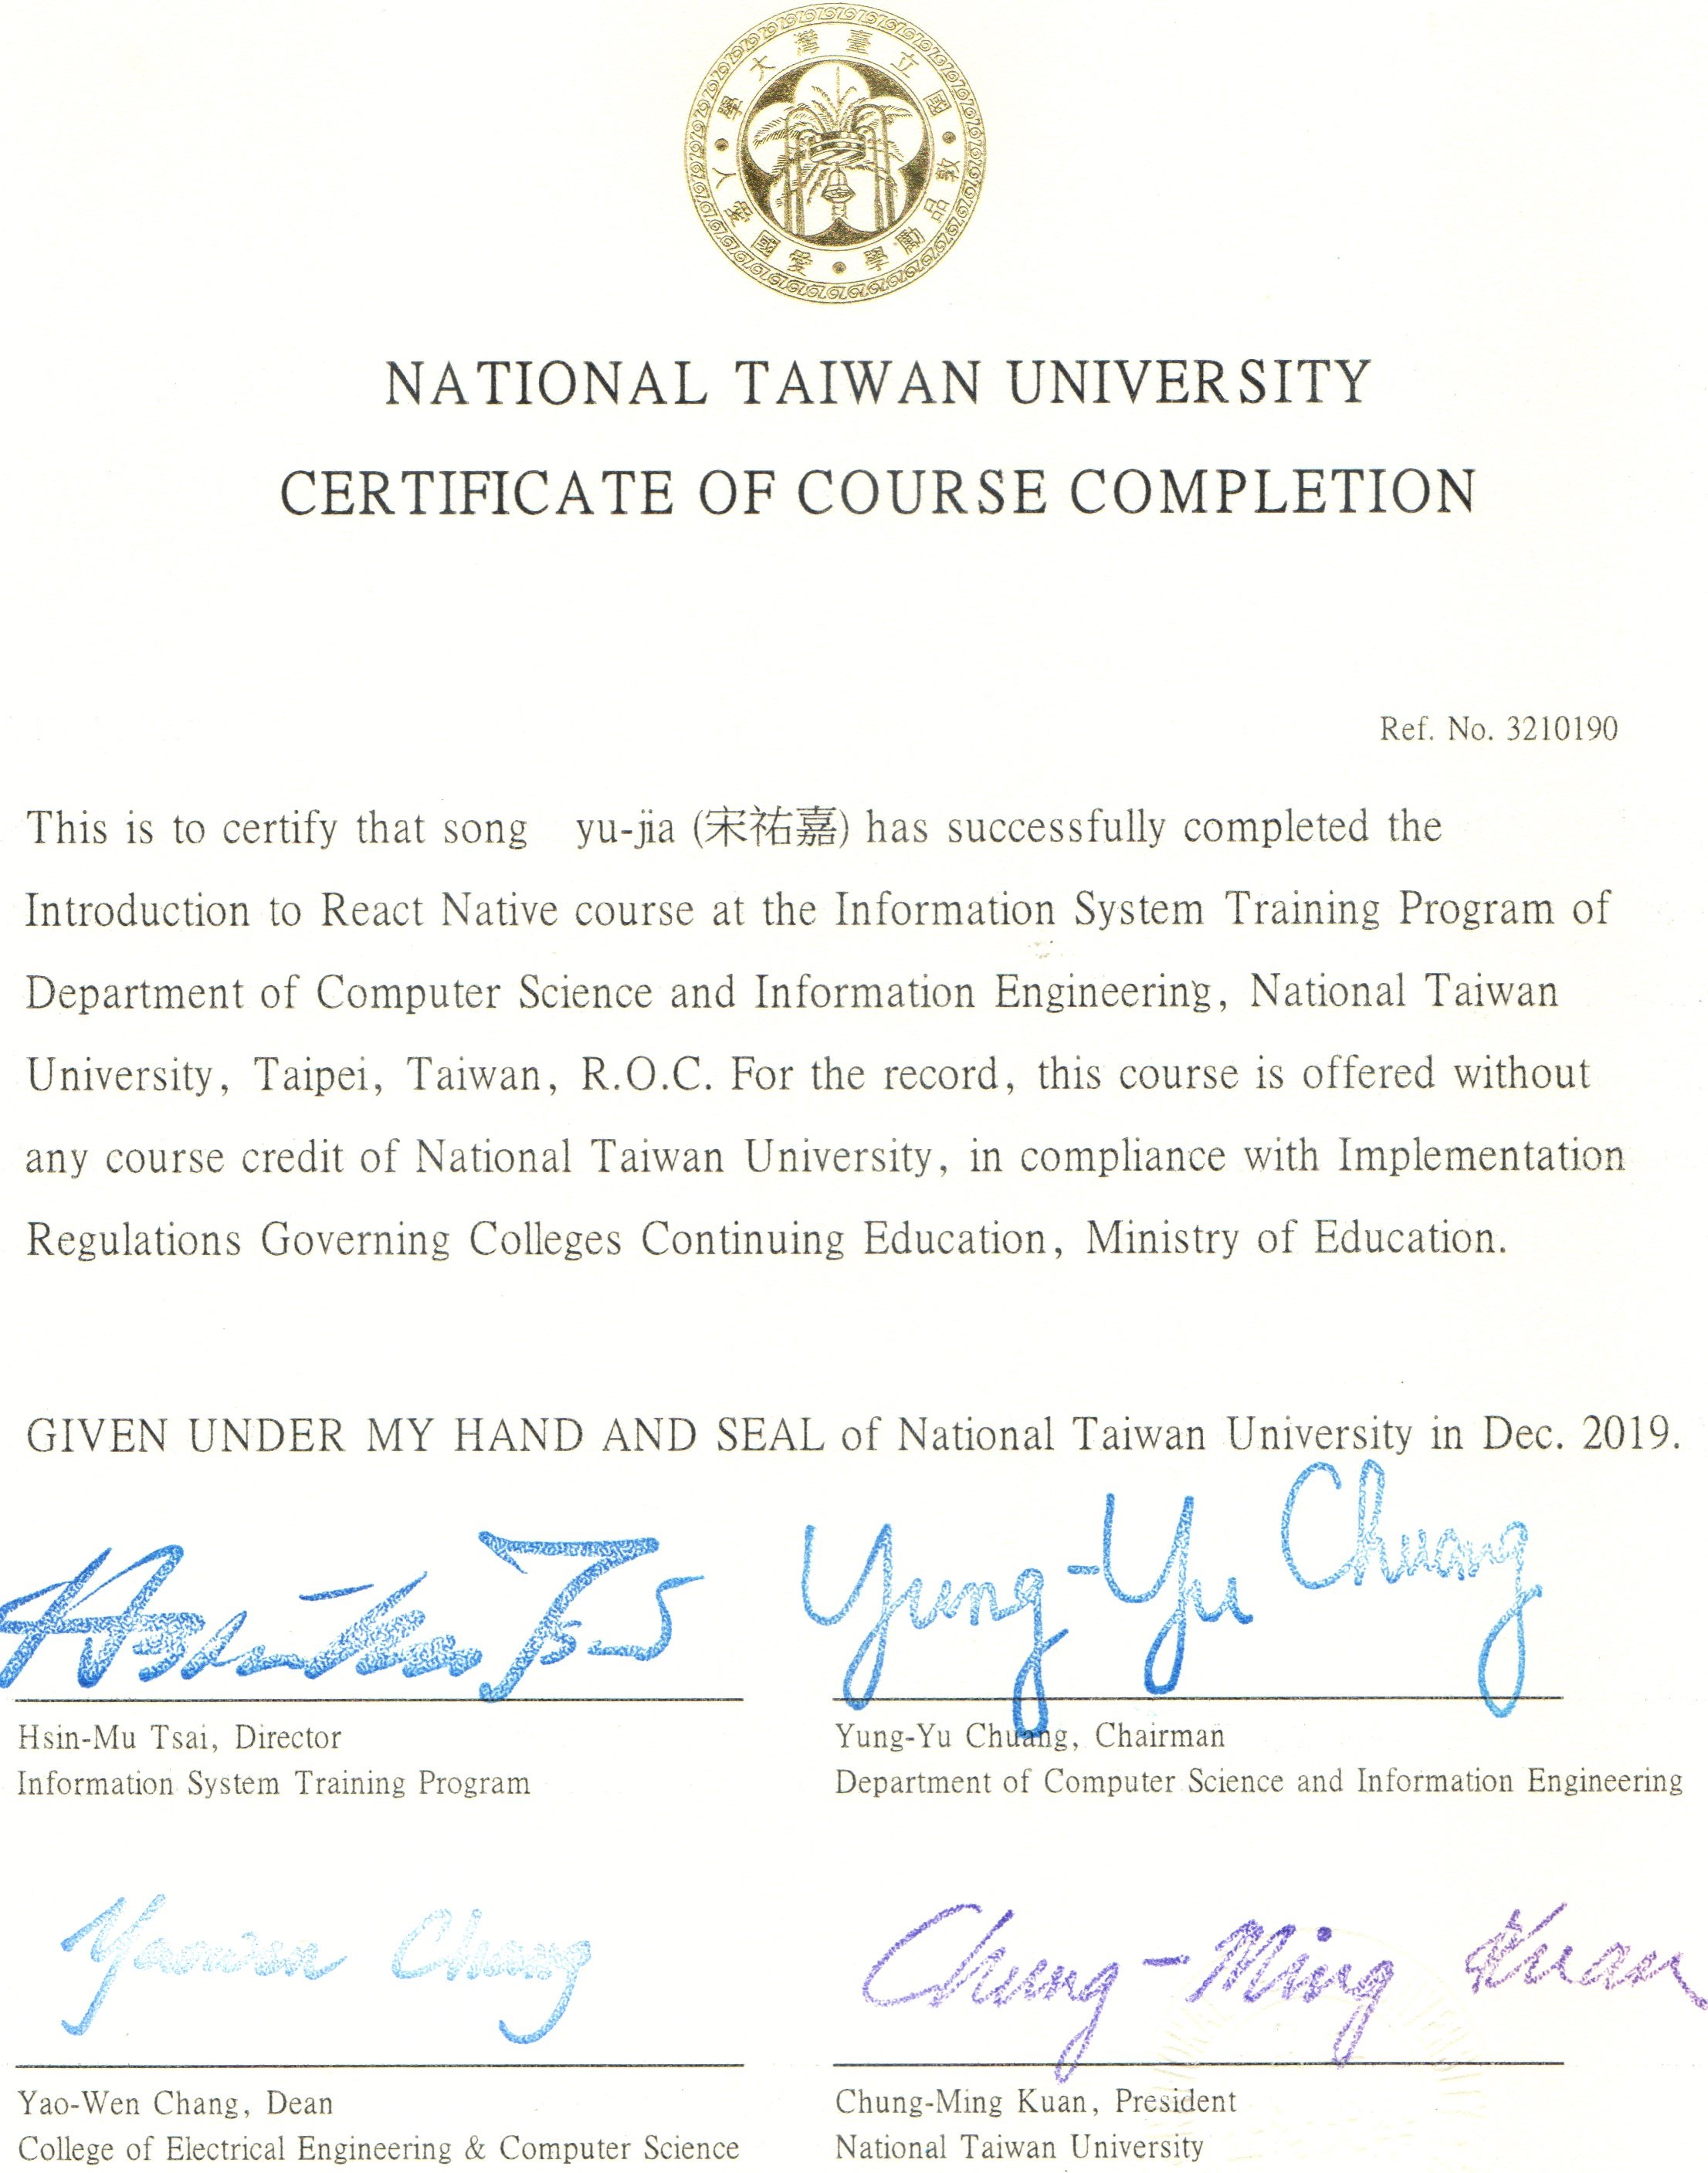 國立臺灣大學
敦品勵學 愛國愛人
NATIONAL TAIWAN UNIVERSITY
CERTIFICATE OF COURSE COMPLETION
Ref. No. 3210190
This is to certify that song yu-jia (宋祐嘉) has successfully completed the
Introduction to React Native course at the Information System Training Program of
Department of Computer Science and Information Engineering, National Taiwan
University, Taipei, Taiwan, R.O.C. For the record, this course is offered without
any course credit of National Taiwan University, in compliance with Implementation
Regulations Governing Colleges Continuing Education, Ministry of Education.
GIVEN UNDER MY HAND AND SEAL of National Taiwan University in Dec. 2019.
Hsin-Mu Tsai
Yung-Yu Chuang
Hsin-Mu Tsai, Director
Yung-Yu Chuang, Chairman
Information System Training Program
Department of Computer Science and Information Engineering
Yaowen Chang
Chung-Ming Kuan
Yao-Wen Chang, Dean
Chung-Ming Kuan, President
College of Electrical Engineering & Computer Science
National Taiwan University